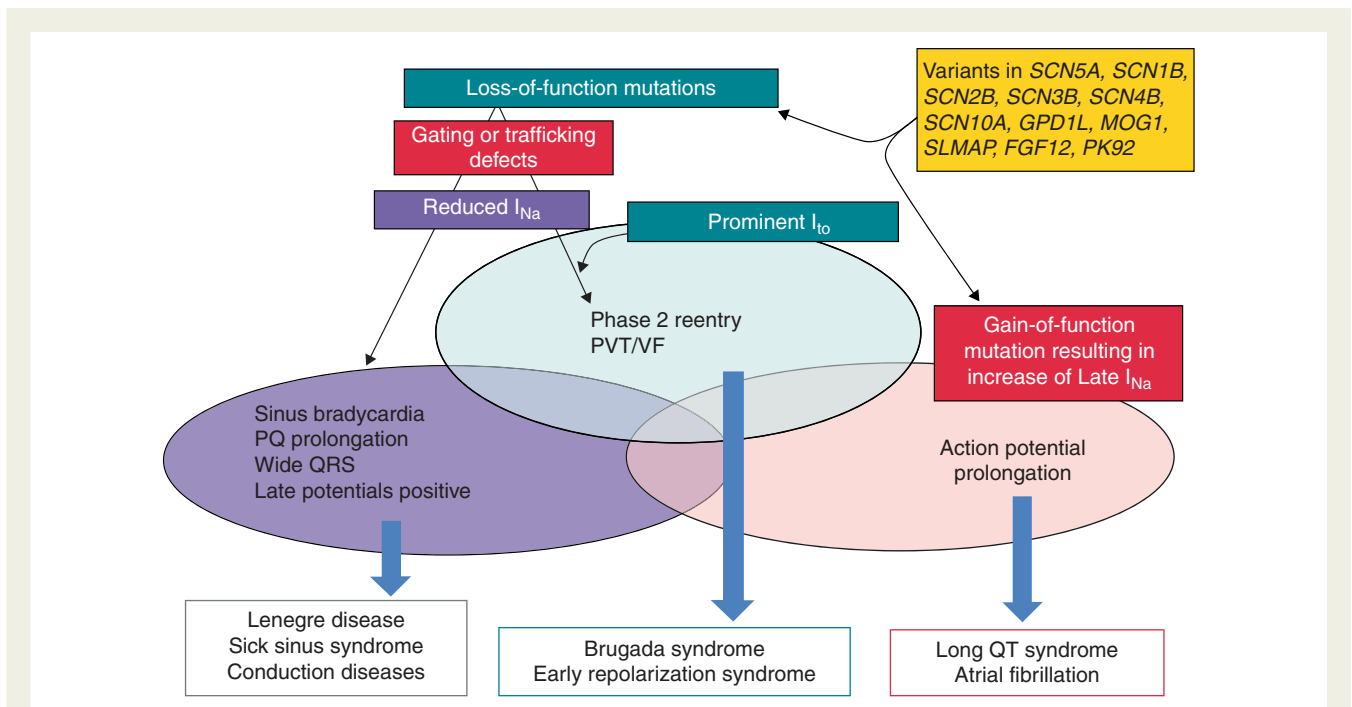 Loss-of-function mutations
Variants in SCN5A, SCN1B,
SCN2B, SCN3B, SCN4B,
SCN10A, GPD1L, MOG1,
SLMAP, FGF12, PK92
Gating or trafficking
defects
Reduced INa
Prominent Ito
Phase 2 reentry
PVT/VF
Gain-of-function
mutation resulting in
increase of Late INa
Sinus bradycardia
PQ prolongation
Wide QRS
Late potentials positive
Action potential
prolongation
Lenegre disease
Sick sinus syndrome
Conduction diseases
Brugada syndrome
Early repolarization syndrome
Long QT syndrome
Atrial fibrillation